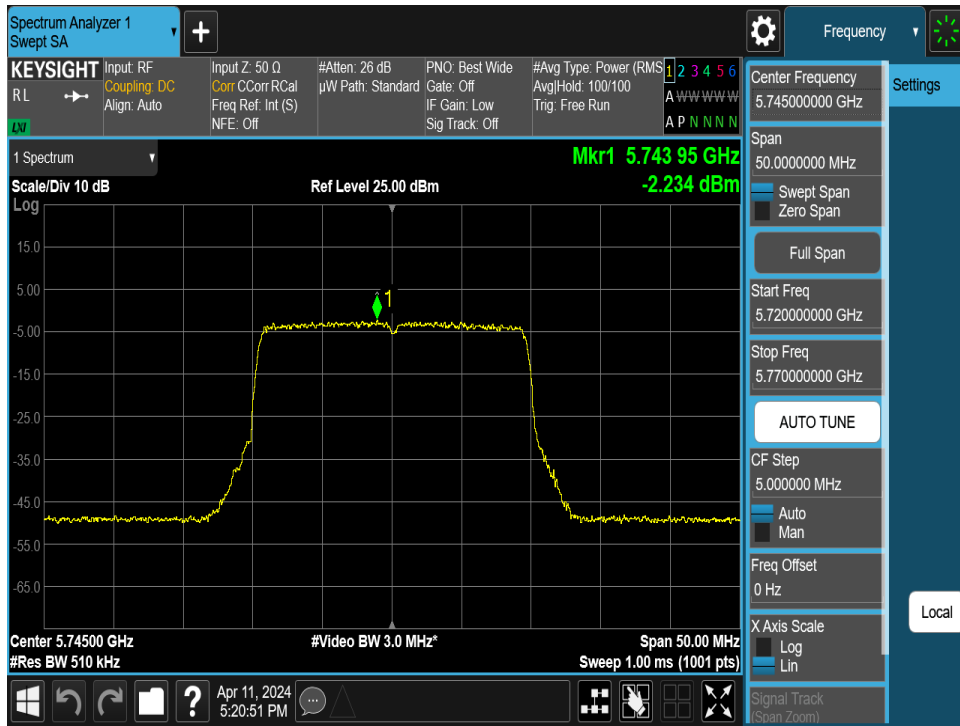 Spectrum Analyzer 1
Swept SA
+
Frequency
KEYSIGHT
R L
LXI
Input: RF
Coupling: DC
Align: Auto
Input Z: 50 Ω
Corr CCorr RCal
Freq Ref: Int (S)
NFE: Off
#Atten: 26 dB
µW Path: Standard
PNO: Best Wide
Gate: Off
IF Gain: Low
Sig Track: Off
#Avg Type: Power (RMS
Avg|Hold: 100/100
Trig: Free Run
1 2 3 4 5 6
A W W W W W
A P N N N N
1 Spectrum
Scale/Div 10 dB
Log
Ref Level 25.00 dBm
Mkr1 5.743 95 GHz
-2.234 dBm
15.0
5.00
-5.00
-15.0
-25.0
-35.0
-45.0
-55.0
-65.0
1
Center 5.74500 GHz
#Res BW 510 kHz
#Video BW 3.0 MHz*
Span 50.00 MHz
Sweep 1.00 ms (1001 pts)
?
Apr 11, 2024
5:20:51 PM
Center Frequency
5.745000000 GHz
Span
50.0000000 MHz
Swept Span
Zero Span
Full Span
Start Freq
5.720000000 GHz
Stop Freq
5.770000000 GHz
AUTO TUNE
CF Step
5.000000 MHz
Auto
Man
Freq Offset
0 Hz
X Axis Scale
Log
Lin
Signal Track
(Span Zoom)
Settings
Local